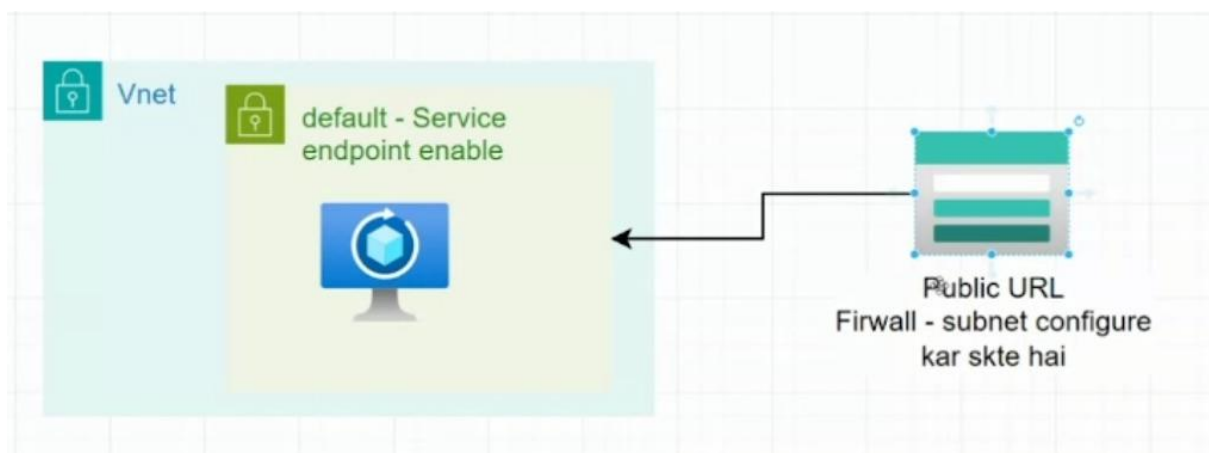 Vnet
default - Service
endpoint enable
Public URL
Firwall - subnet configure
kar skte hai